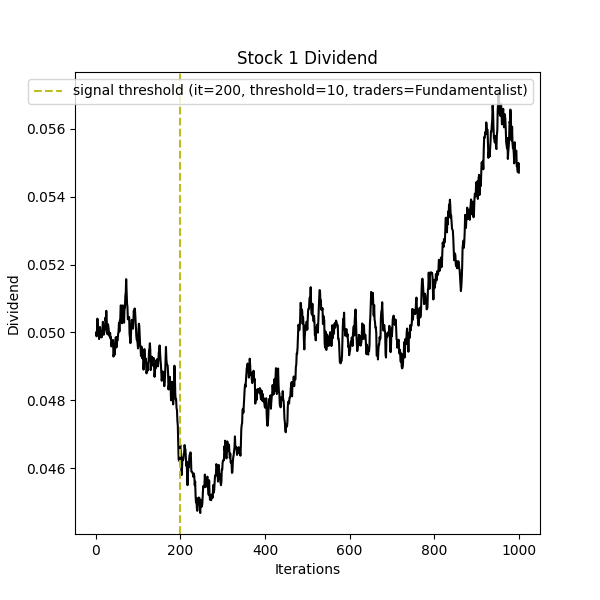 Stock 1 Dividend
signal threshold (it=200, threshold=10, traders=Fundamentalist)
0.056
0.054
0.052
0.050
0.048
0.046
Dividend
0 200 400 600 800 1000
Iterations